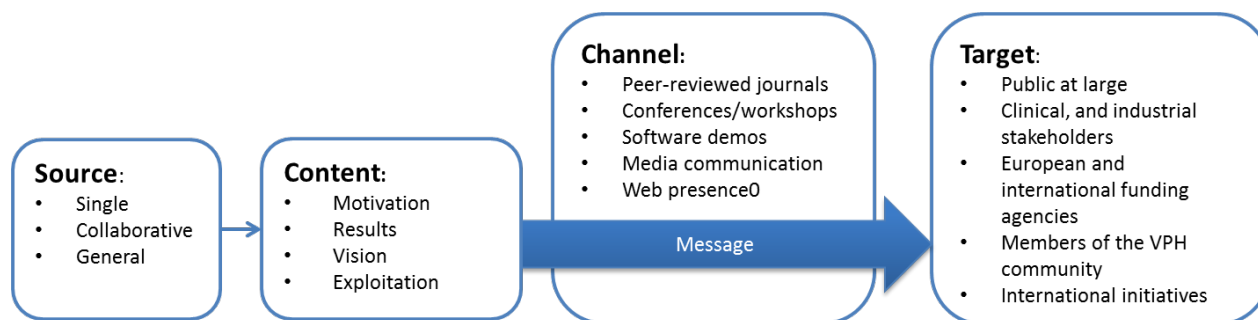 Source:
• Single
• Collaborative
• General
Content:
• Motivation
• Results
• Vision
• Exploitation
Channel:
• Peer-reviewed journals
• Conferences/workshops
• Software demos
• Media communication
• Web presence0
Message
Target:
• Public at large
• Clinical, and industrial
stakeholders
• European and
international funding
agencies
• Members of the VPH
community
• International initiatives